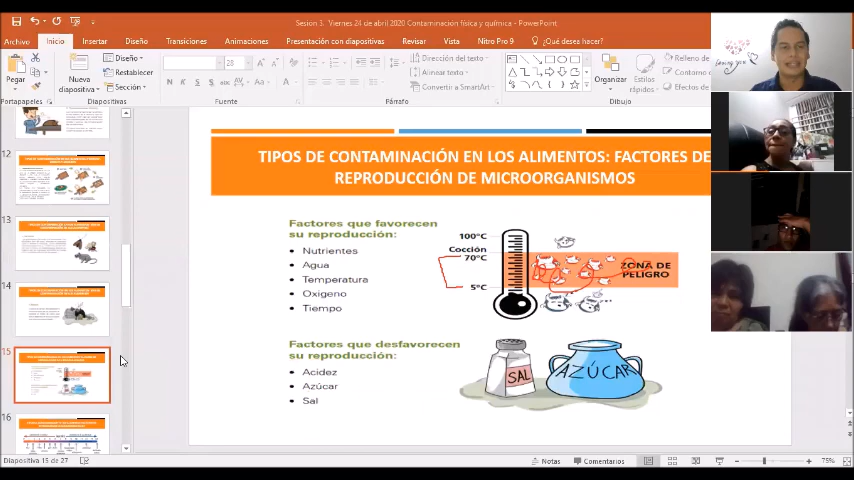 Sesion 3. Viernes 24 de abril 2020 Contaminación física y química - PowerPoint
Archivo Inicio Insertar Diseño Transiciones Animaciones Presentación con diapositivas Revisar Vista Nitro Pro 9 ¿Qué desea hacer?
Pegar
Nueva diapositiva
Diseño
Restablecer
Sección
28
N K S
Dirección del texto
Alinear texto
Convertir a SmartArt
Organizar
Estilos rápidos
Relleno de
Contorno
Portapapeles
Diapositivas
Fuente
Párrafo
Dibujo
12
13
14
15
16
TIPOS DE CONTAMINACIÓN EN LOS ALIMENTOS: FACTORES DE
REPRODUCCIÓN DE MICROORGANISMOS
Factores que favorecen
su reproducción:
• Nutrientes
• Agua
• Temperatura
• Oxigeno
• Tiempo
100°C
Cocción
70°C
5°C
ZONA DE
PELIGRO
Factores que desfavorecen
su reproducción:
• Acidez
• Azúcar
• Sal
SAL
AZÚCAR
Diapositiva 15 de 27
Notas
Comentarios
75%